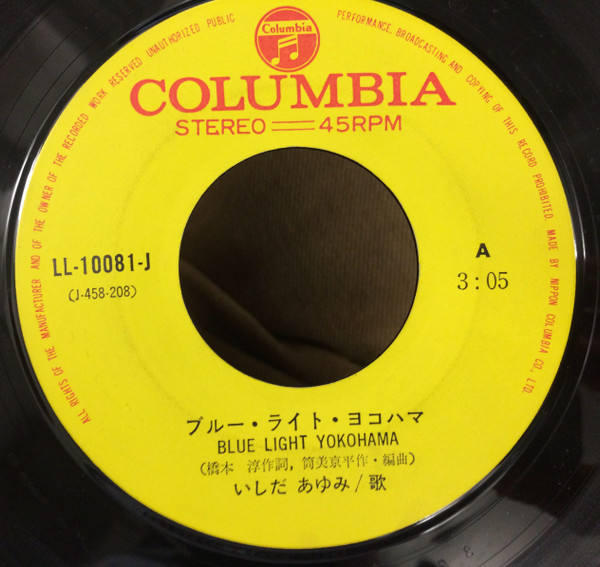 Columbia
COLUMBIA
STEREO══45RPM
ALL RIGHTS OF THE MANUFACTURER AND OF THE OWNER OF THE RECORDED WORK RESERVED UNAUTHORIZED PUBLIC PERFORMANCE, BROADCASTING AND COPYING OF THIS RECORD PROHIBITED. MADE BY NIPPON COLUMBIA CO., LTD.
LL-10081-J
(J-458-208)
A
3:05
ブルー・ライト・ヨコハマ
BLUE LIGHT YOKOHAMA
(橋本 淳作詞, 筒美京平作・編曲)
いしだ あゆみ/歌